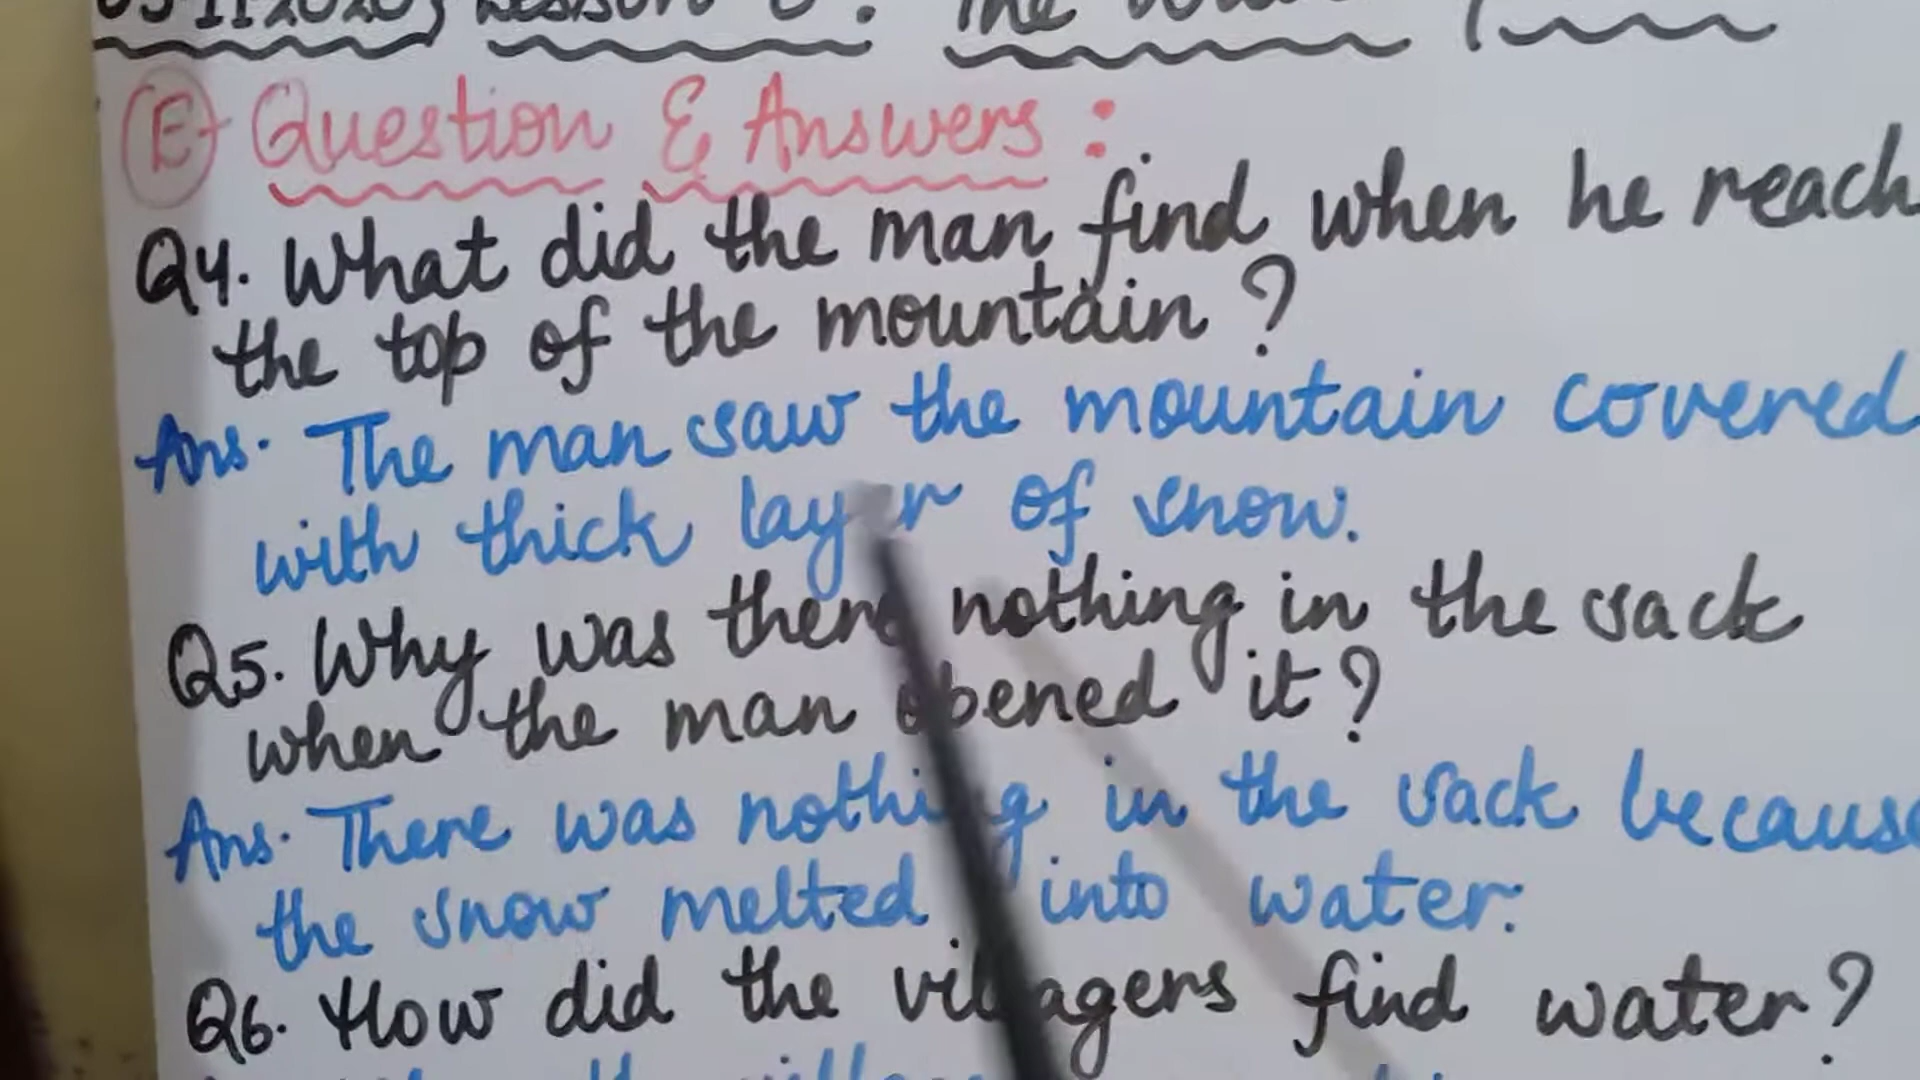 The
(E) Question & Answers :
Q4. What did the man find when he reach
the top of the mountain ?
Ans. The man saw the mountain covered
with thick layer of snow.
Q5. Why was there nothing in the sack
when the man opened it ?
Ans. There was nothing in the sack because
the snow melted into water.
Q6. How did the villagers find water ?